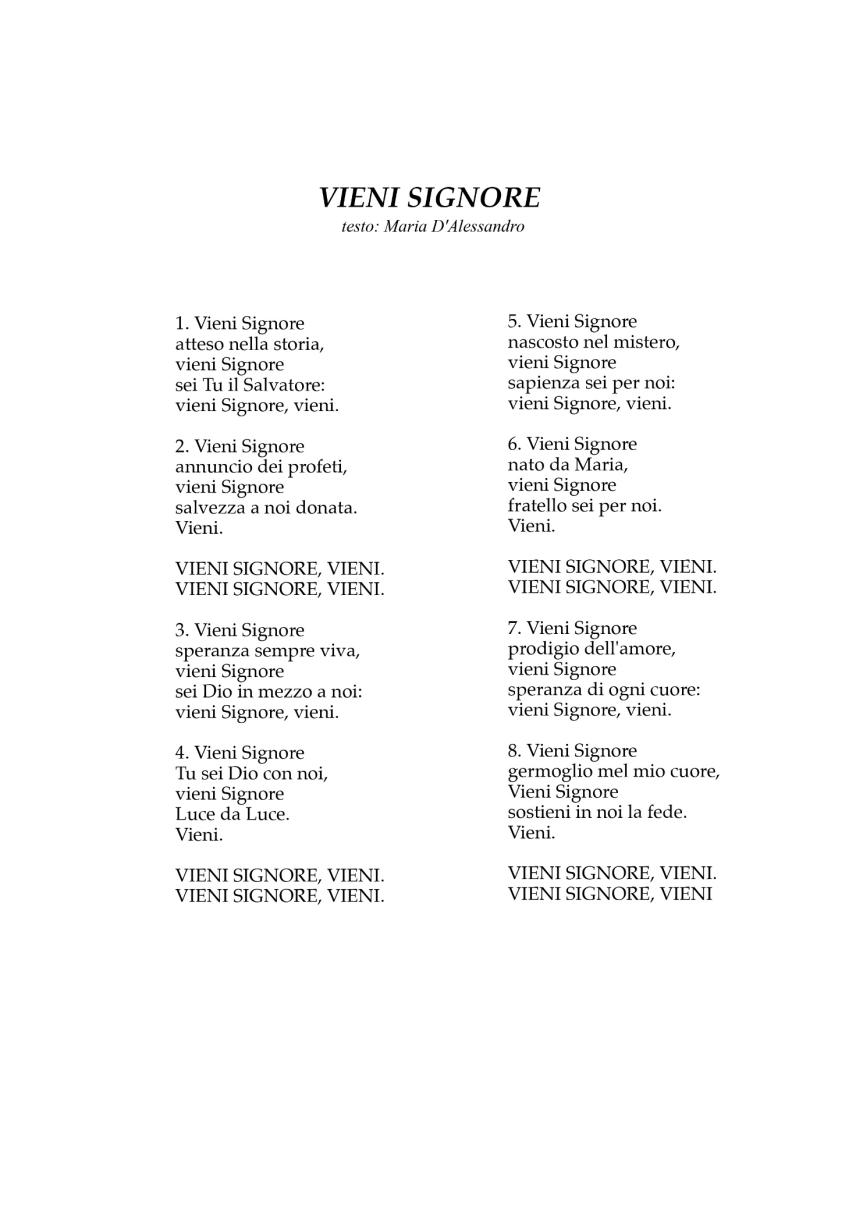 VIENI SIGNORE
testo: Maria D'Alessandro
1. Vieni Signore
atteso nella storia,
vieni Signore
sei Tu il Salvatore:
vieni Signore, vieni.
2. Vieni Signore
annuncio dei profeti,
vieni Signore
salvezza a noi donata.
Vieni.
VIENI SIGNORE, VIENI.
VIENI SIGNORE, VIENI.
3. Vieni Signore
speranza sempre viva,
vieni Signore
sei Dio in mezzo a noi:
vieni Signore, vieni.
4. Vieni Signore
Tu sei Dio con noi,
vieni Signore
Luce da Luce.
Vieni.
VIENI SIGNORE, VIENI.
VIENI SIGNORE, VIENI.
5. Vieni Signore
nascosto nel mistero,
vieni Signore
sapienza sei per noi:
vieni Signore, vieni.
6. Vieni Signore
nato da Maria,
vieni Signore
fratello sei per noi.
Vieni.
VIENI SIGNORE, VIENI.
VIENI SIGNORE, VIENI.
7. Vieni Signore
prodigio dell'amore,
vieni Signore
speranza di ogni cuore:
vieni Signore, vieni.
8. Vieni Signore
germoglio mel mio cuore,
Vieni Signore
sostieni in noi la fede.
Vieni.
VIENI SIGNORE, VIENI.
VIENI SIGNORE, VIENI